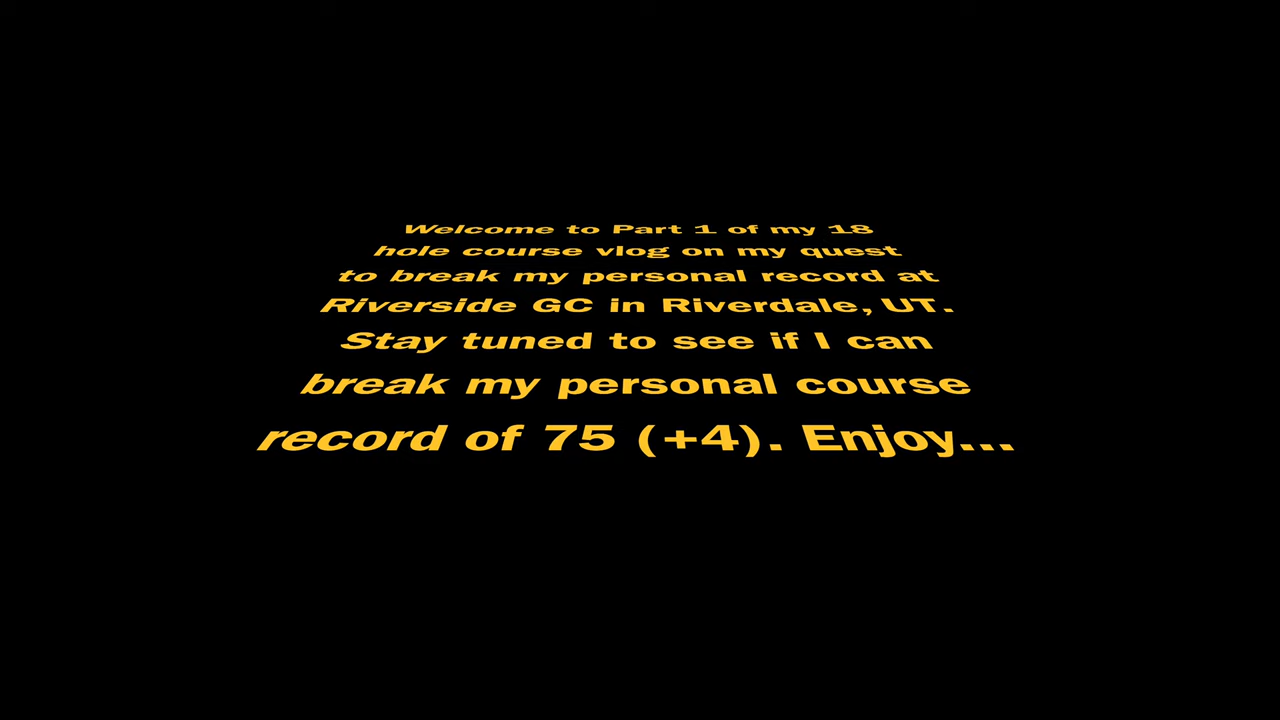 Welcome to Part 1 of my 18
hole course vlog on my quest
to break my personal record at
Riverside GC in Riverdale, UT.
Stay tuned to see if I can
break my personal course
record of 75 (+4). Enjoy...